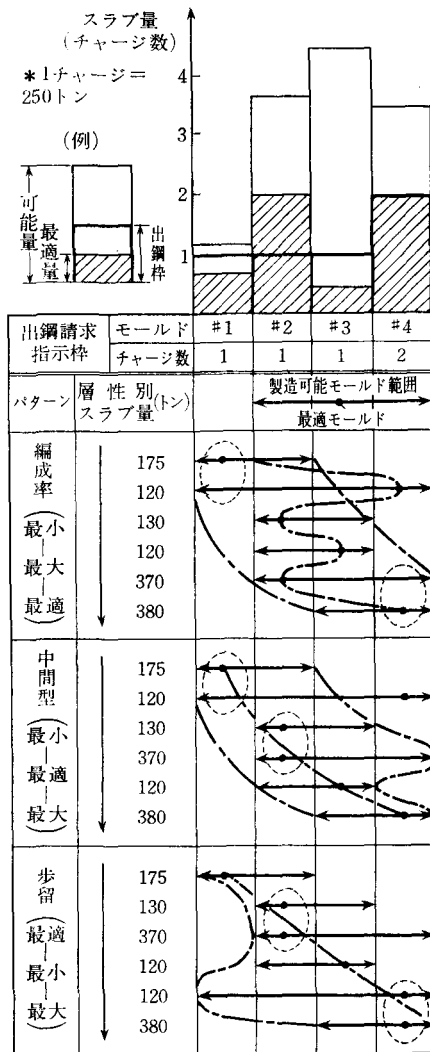 スラブ量
(チャージ数)
*1チャージ=
250トン
(例)
可能量
最適量
出鋼枠
4
3
2
1
出鋼請求 モールド #1 #2 #3 #4
指示枠 チャージ数 1 1 1 2
パターン 層性別 スラブ量(トン) 製造可能モールド範囲
最適モールド
編成率(最小―最大―最適)
175
120
130
120
370
380
中間型(最小―最適―最大)
175
120
130
370
120
380
歩留(最適―最小―最大)
175
130
370
120
120
380